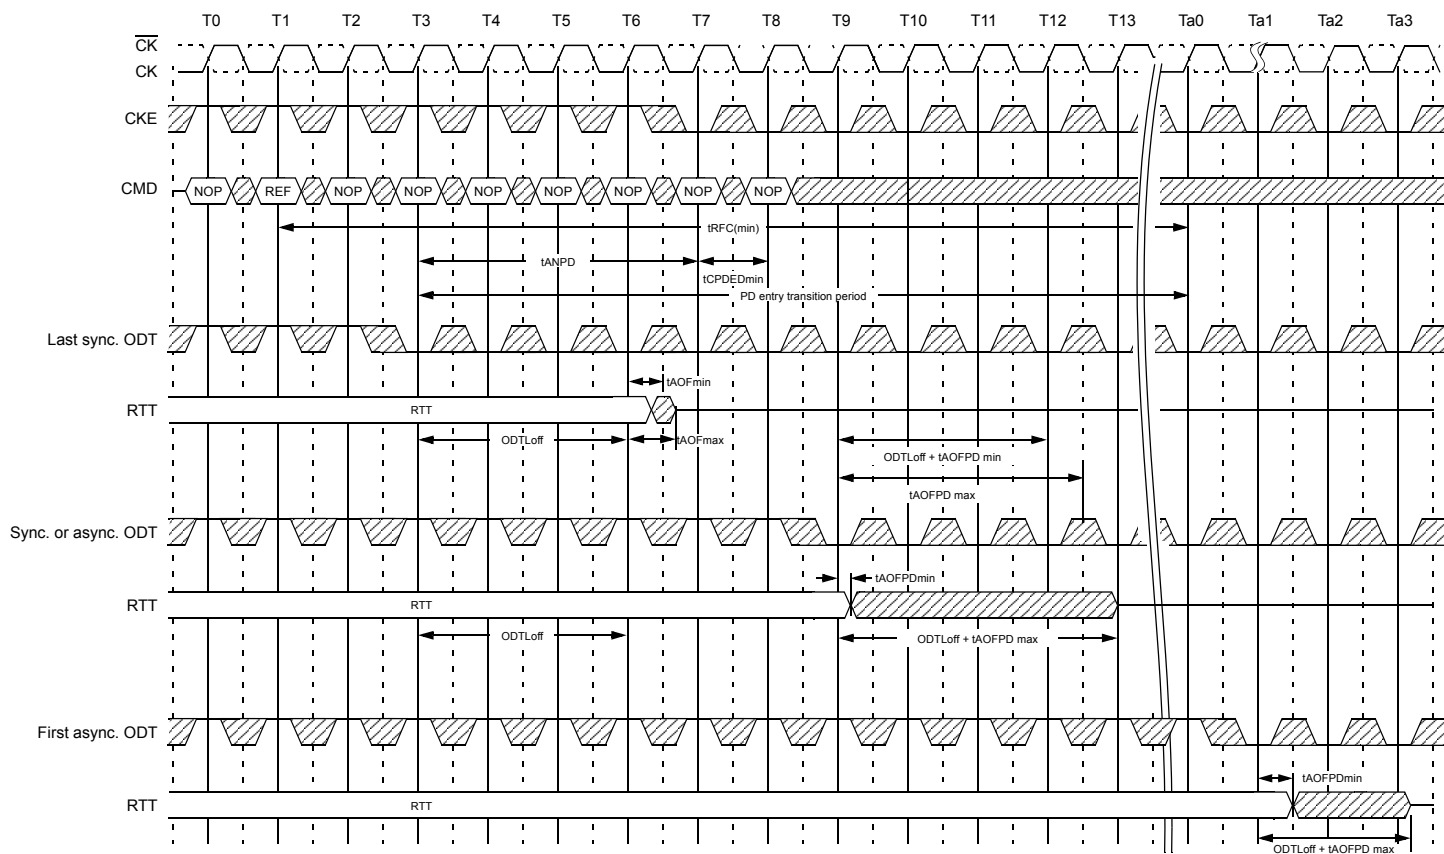 T0 T1 T2 T3 T4 T5 T6 T7 T8 T9 T10 T11 T12 T13 Ta0 Ta1 Ta2 Ta3
CK
CK
CKE
CMD NOP REF NOP NOP NOP NOP NOP NOP NOP
tRFC(min)
tANPD
tCPDEDmin
PD entry transition period
Last sync. ODT
tAOFmin
RTT RTT
ODTLoff tAOFmax
ODTLoff + tAOFPD min
tAOFPD max
Sync. or async. ODT
tAOFPDmin
RTT RTT
ODTLoff ODTLoff + tAOFPD max
First async. ODT
tAOFPDmin
RTT RTT
ODTLoff + tAOFPD max